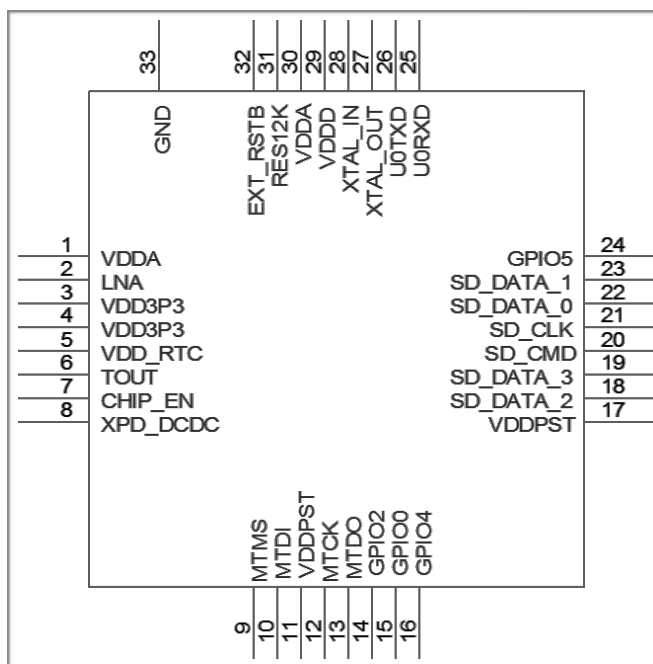 33
32
31
30
29
28
27
26
25
GND
EXT_RSTB
RES12K
VDDA
VDDD
XTAL_IN
XTAL_OUT
U0TXD
U0RXD
1 VDDA
2 LNA
3 VDD3P3
4 VDD3P3
5 VDD_RTC
6 TOUT
7 CHIP_EN
8 XPD_DCDC
GPIO5 24
SD_DATA_1 23
SD_DATA_0 22
SD_CLK 21
SD_CMD 20
SD_DATA_3 19
SD_DATA_2 18
VDDPST 17
MTMS
MTDI
VDDPST
MTCK
MTDO
GPIO2
GPIO0
GPIO4
9
10
11
12
13
14
15
16